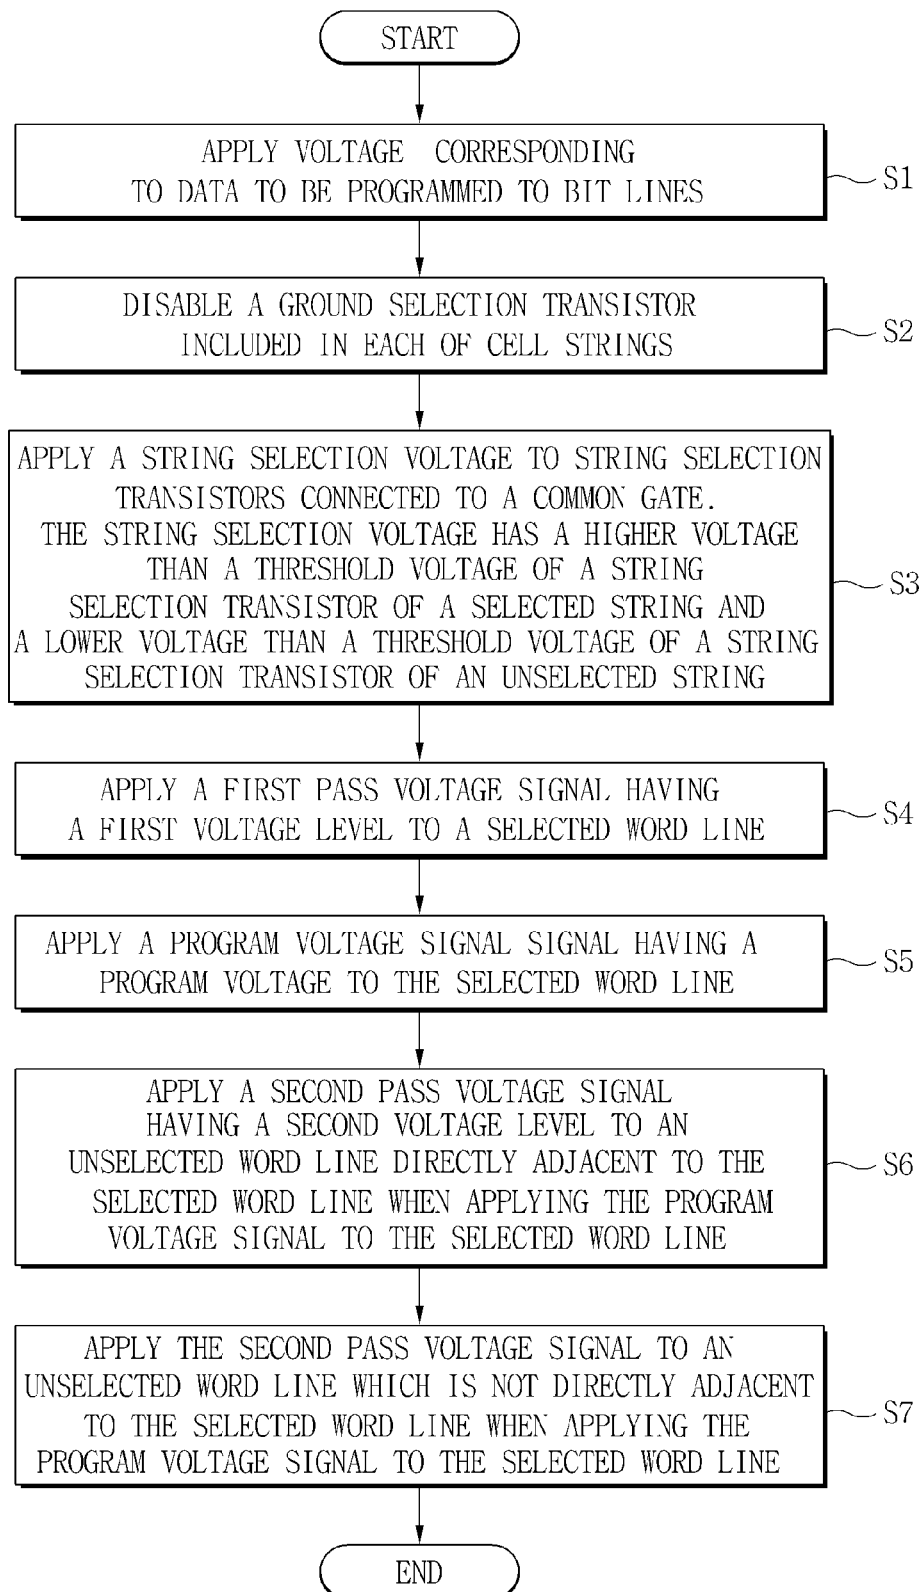 START
APPLY VOLTAGE CORRESPONDING
TO DATA TO BE PROGRAMMED TO BIT LINES
S1
DISABLE A GROUND SELECTION TRANSISTOR
INCLUDED IN EACH OF CELL STRINGS
S2
APPLY A STRING SELECTION VOLTAGE TO STRING SELECTION
TRANSISTORS CONNECTED TO A COMMON GATE.
THE STRING SELECTION VOLTAGE HAS A HIGHER VOLTAGE
THAN A THRESHOLD VOLTAGE OF A STRING
SELECTION TRANSISTOR OF A SELECTED STRING AND
A LOWER VOLTAGE THAN A THRESHOLD VOLTAGE OF A STRING
SELECTION TRANSISTOR OF AN UNSELECTED STRING
S3
APPLY A FIRST PASS VOLTAGE SIGNAL HAVING
A FIRST VOLTAGE LEVEL TO A SELECTED WORD LINE
S4
APPLY A PROGRAM VOLTAGE SIGNAL SIGNAL HAVING A
PROGRAM VOLTAGE TO THE SELECTED WORD LINE
S5
APPLY A SECOND PASS VOLTAGE SIGNAL
HAVING A SECOND VOLTAGE LEVEL TO AN
UNSELECTED WORD LINE DIRECTLY ADJACENT TO THE
SELECTED WORD LINE WHEN APPLYING THE PROGRAM
VOLTAGE SIGNAL TO THE SELECTED WORD LINE
S6
APPLY THE SECOND PASS VOLTAGE SIGNAL TO AN
UNSELECTED WORD LINE WHICH IS NOT DIRECTLY ADJACENT
TO THE SELECTED WORD LINE WHEN APPLYING THE
PROGRAM VOLTAGE SIGNAL TO THE SELECTED WORD LINE
S7
END